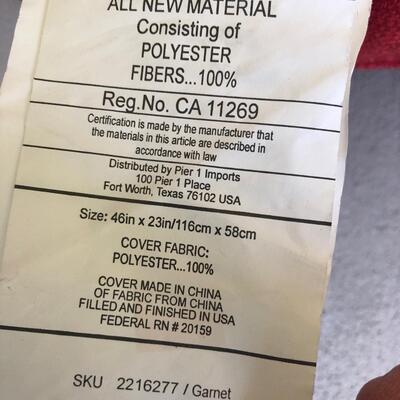 ALL NEW MATERIAL
Consisting of
POLYESTER
FIBERS...100%
Reg.No. CA 11269
Certification is made by the manufacturer that
the materials in this article are described in
accordance with law
Distributed by Pier 1 Imports
100 Pier 1 Place
Fort Worth, Texas 76102 USA
Size: 46in x 23in/116cm x 58cm
COVER FABRIC:
POLYESTER...100%
COVER MADE IN CHINA
OF FABRIC FROM CHINA
FILLED AND FINISHED IN USA
FEDERAL RN # 20159
SKU 2216277 / Garnet